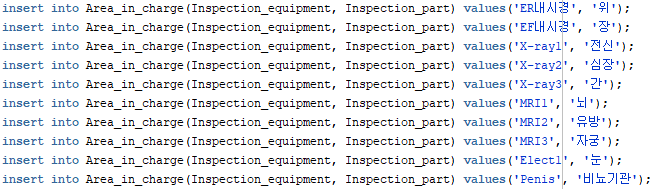 insert into Area_in_charge(Inspection_equipment, Inspection_part) values('ER내시경', '위');
insert into Area_in_charge(Inspection_equipment, Inspection_part) values('EF내시경', '장');
insert into Area_in_charge(Inspection_equipment, Inspection_part) values('X-ray1', '전신');
insert into Area_in_charge(Inspection_equipment, Inspection_part) values('X-ray2', '심장');
insert into Area_in_charge(Inspection_equipment, Inspection_part) values('X-ray3', '간');
insert into Area_in_charge(Inspection_equipment, Inspection_part) values('MRI1', '뇌');
insert into Area_in_charge(Inspection_equipment, Inspection_part) values('MRI2', '유방');
insert into Area_in_charge(Inspection_equipment, Inspection_part) values('MRI3', '자궁');
insert into Area_in_charge(Inspection_equipment, Inspection_part) values('Elect1', '눈');
insert into Area_in_charge(Inspection_equipment, Inspection_part) values('Penis', '비뇨기관');